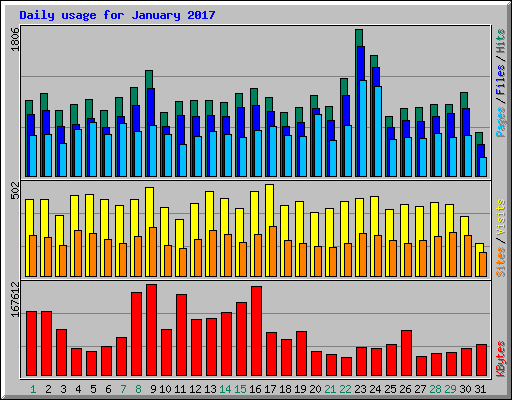 Daily usage for January 2017
1806
Pages / Files / Hits
502
Sites / Visits
167612
KBytes
1 2 3 4 5 6 7 8 9 10 11 12 13 14 15 16 17 18 19 20 21 22 23 24 25 26 27 28 29 30 31